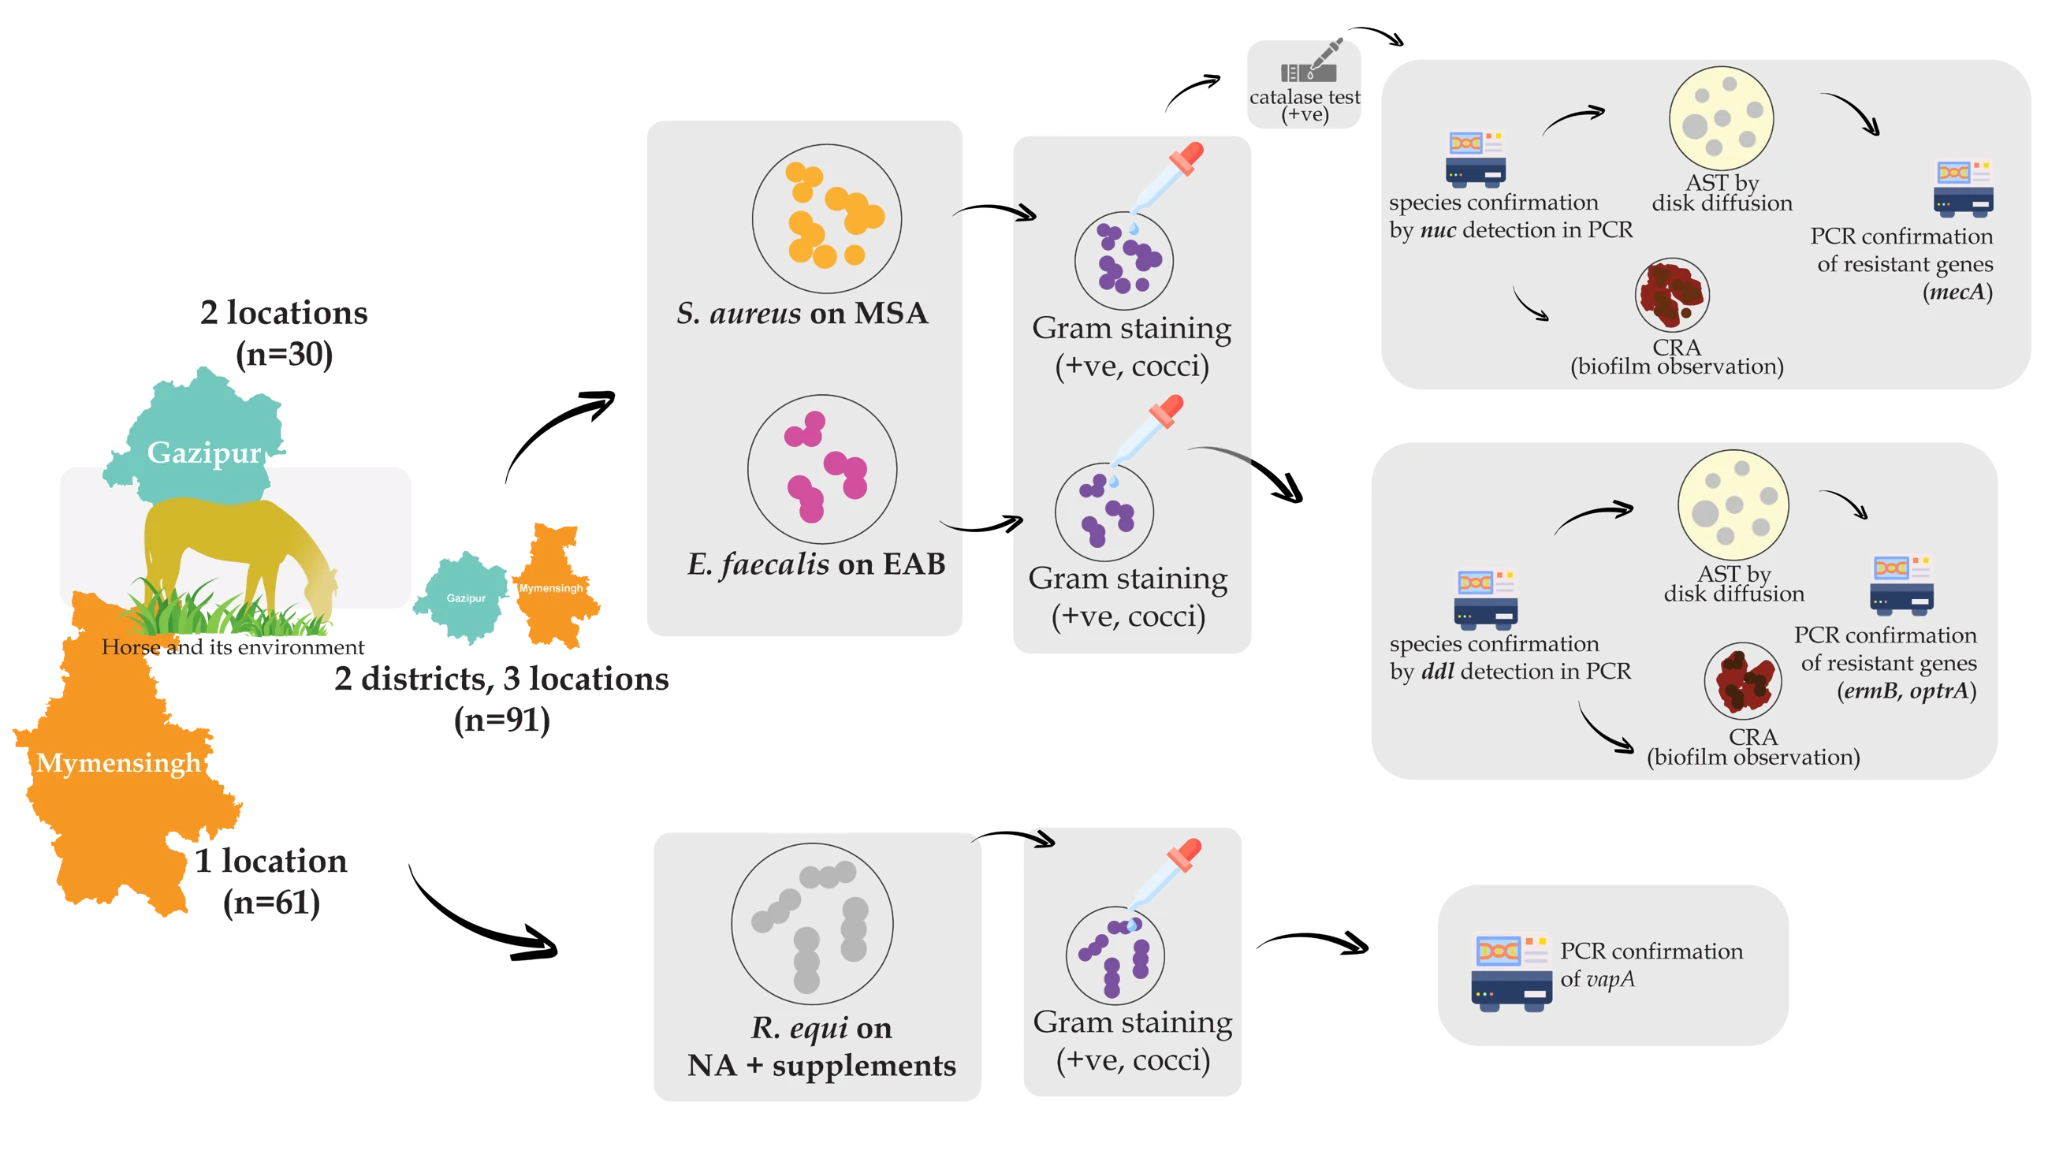 2 locations
(n=30)
Gazipur
Horse and its environment
Gazipur
Mymensingh
2 districts, 3 locations
(n=91)
Mymensingh
1 location
(n=61)
S. aureus on MSA
E. faecalis on EAB
Gram staining
(+ve, cocci)
Gram staining
(+ve, cocci)
catalase test
(+ve)
species confirmation
by nuc detection in PCR
AST by
disk diffusion
PCR confirmation
of resistant genes
(mecA)
CRA
(biofilm observation)
species confirmation
by ddl detection in PCR
AST by
disk diffusion
PCR confirmation
of resistant genes
(ermB, optrA)
CRA
(biofilm observation)
R. equi on
NA + supplements
Gram staining
(+ve, cocci)
PCR confirmation
of vapA